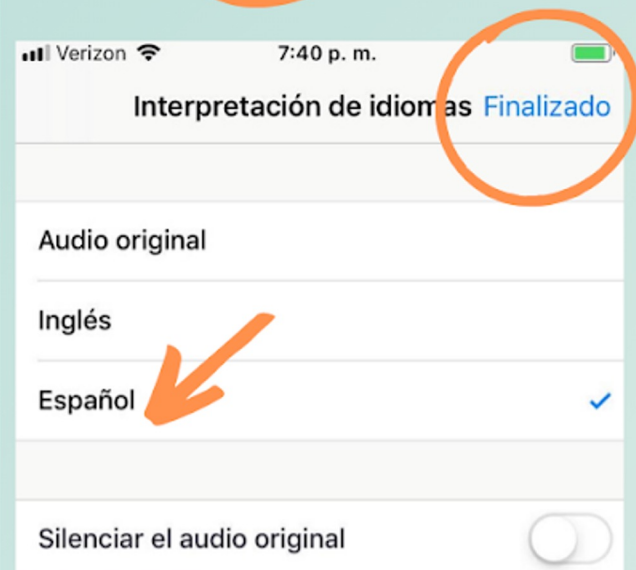 Verizon 7:40 p. m.
Interpretación de idiomas Finalizado
Audio original
Inglés
Español
Silenciar el audio original